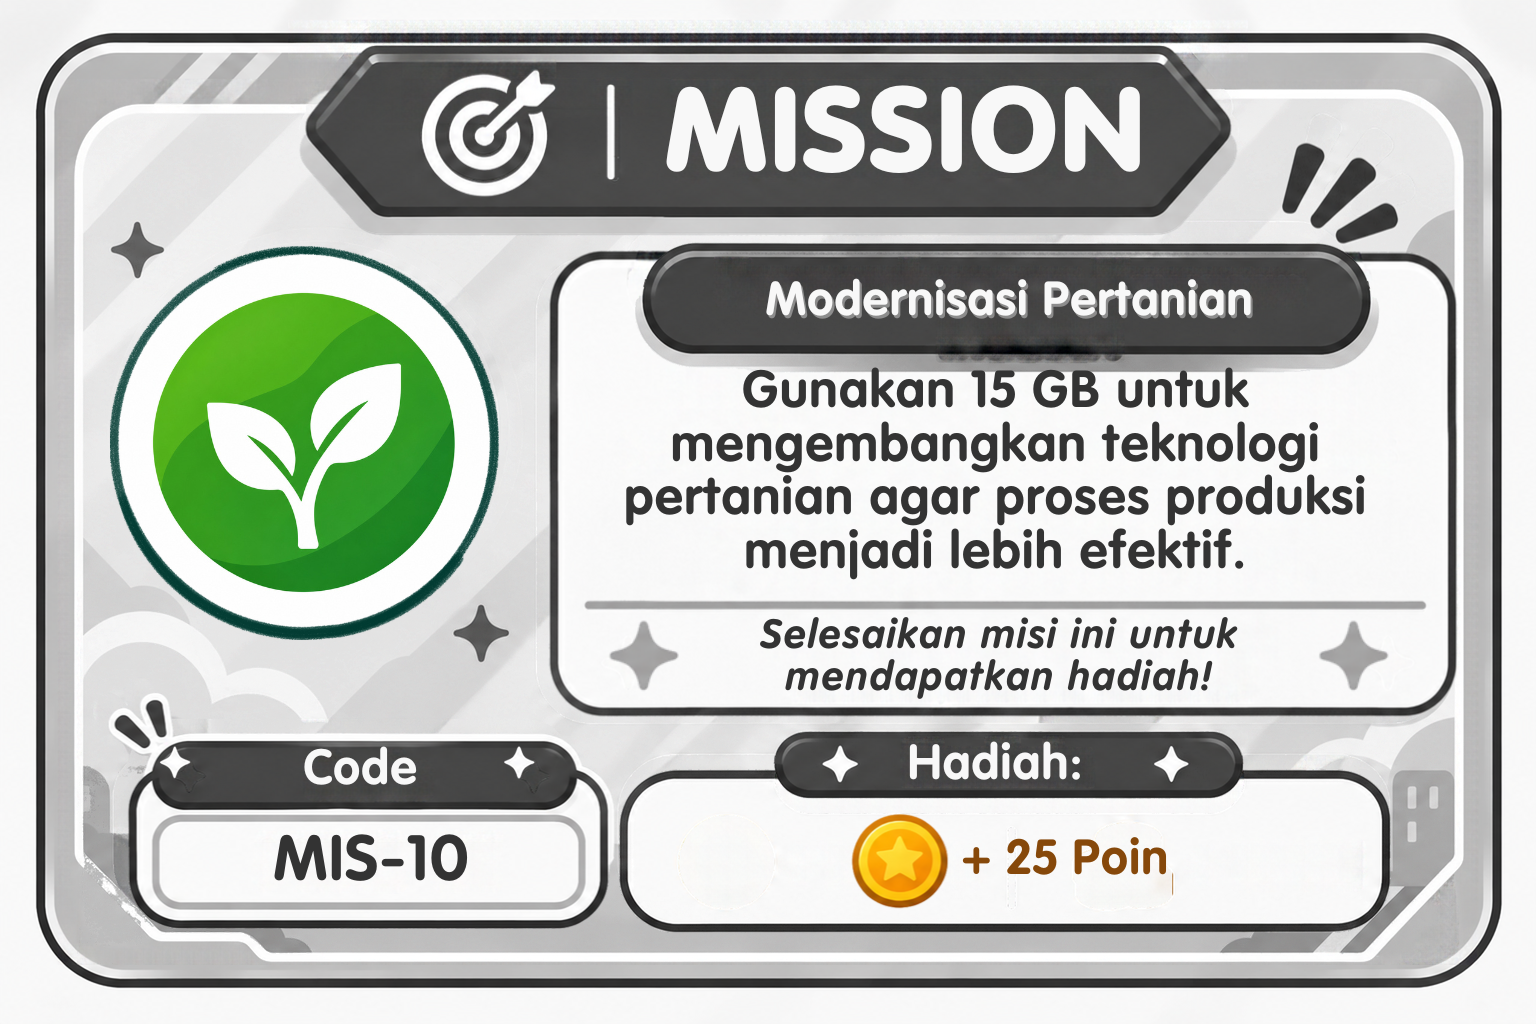 MISSION
Modernisasi Pertanian
Gunakan 15 GB untuk
mengembangkan teknologi
pertanian agar proses produksi
menjadi lebih efektif.
Selesaikan misi ini untuk
mendapatkan hadiah!
Code
MIS-10
Hadiah:
+ 25 Poin